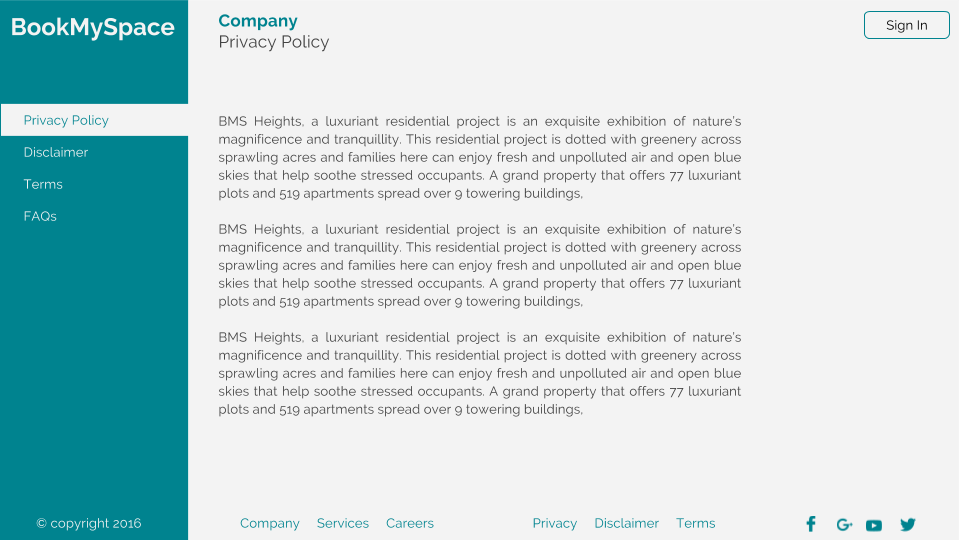 BookMySpace
Company
Privacy Policy
Sign In
Privacy Policy
Disclaimer
Terms
FAQs
BMS Heights, a luxuriant residential project is an exquisite exhibition of nature's
magnificence and tranquillity. This residential project is dotted with greenery across
sprawling acres and families here can enjoy fresh and unpolluted air and open blue
skies that help soothe stressed occupants. A grand property that offers 77 luxuriant
plots and 519 apartments spread over 9 towering buildings,
BMS Heights, a luxuriant residential project is an exquisite exhibition of nature's
magnificence and tranquillity. This residential project is dotted with greenery across
sprawling acres and families here can enjoy fresh and unpolluted air and open blue
skies that help soothe stressed occupants. A grand property that offers 77 luxuriant
plots and 519 apartments spread over 9 towering buildings,
BMS Heights, a luxuriant residential project is an exquisite exhibition of nature's
magnificence and tranquillity. This residential project is dotted with greenery across
sprawling acres and families here can enjoy fresh and unpolluted air and open blue
skies that help soothe stressed occupants. A grand property that offers 77 luxuriant
plots and 519 apartments spread over 9 towering buildings,
© copyright 2016
Company Services Careers
Privacy Disclaimer Terms